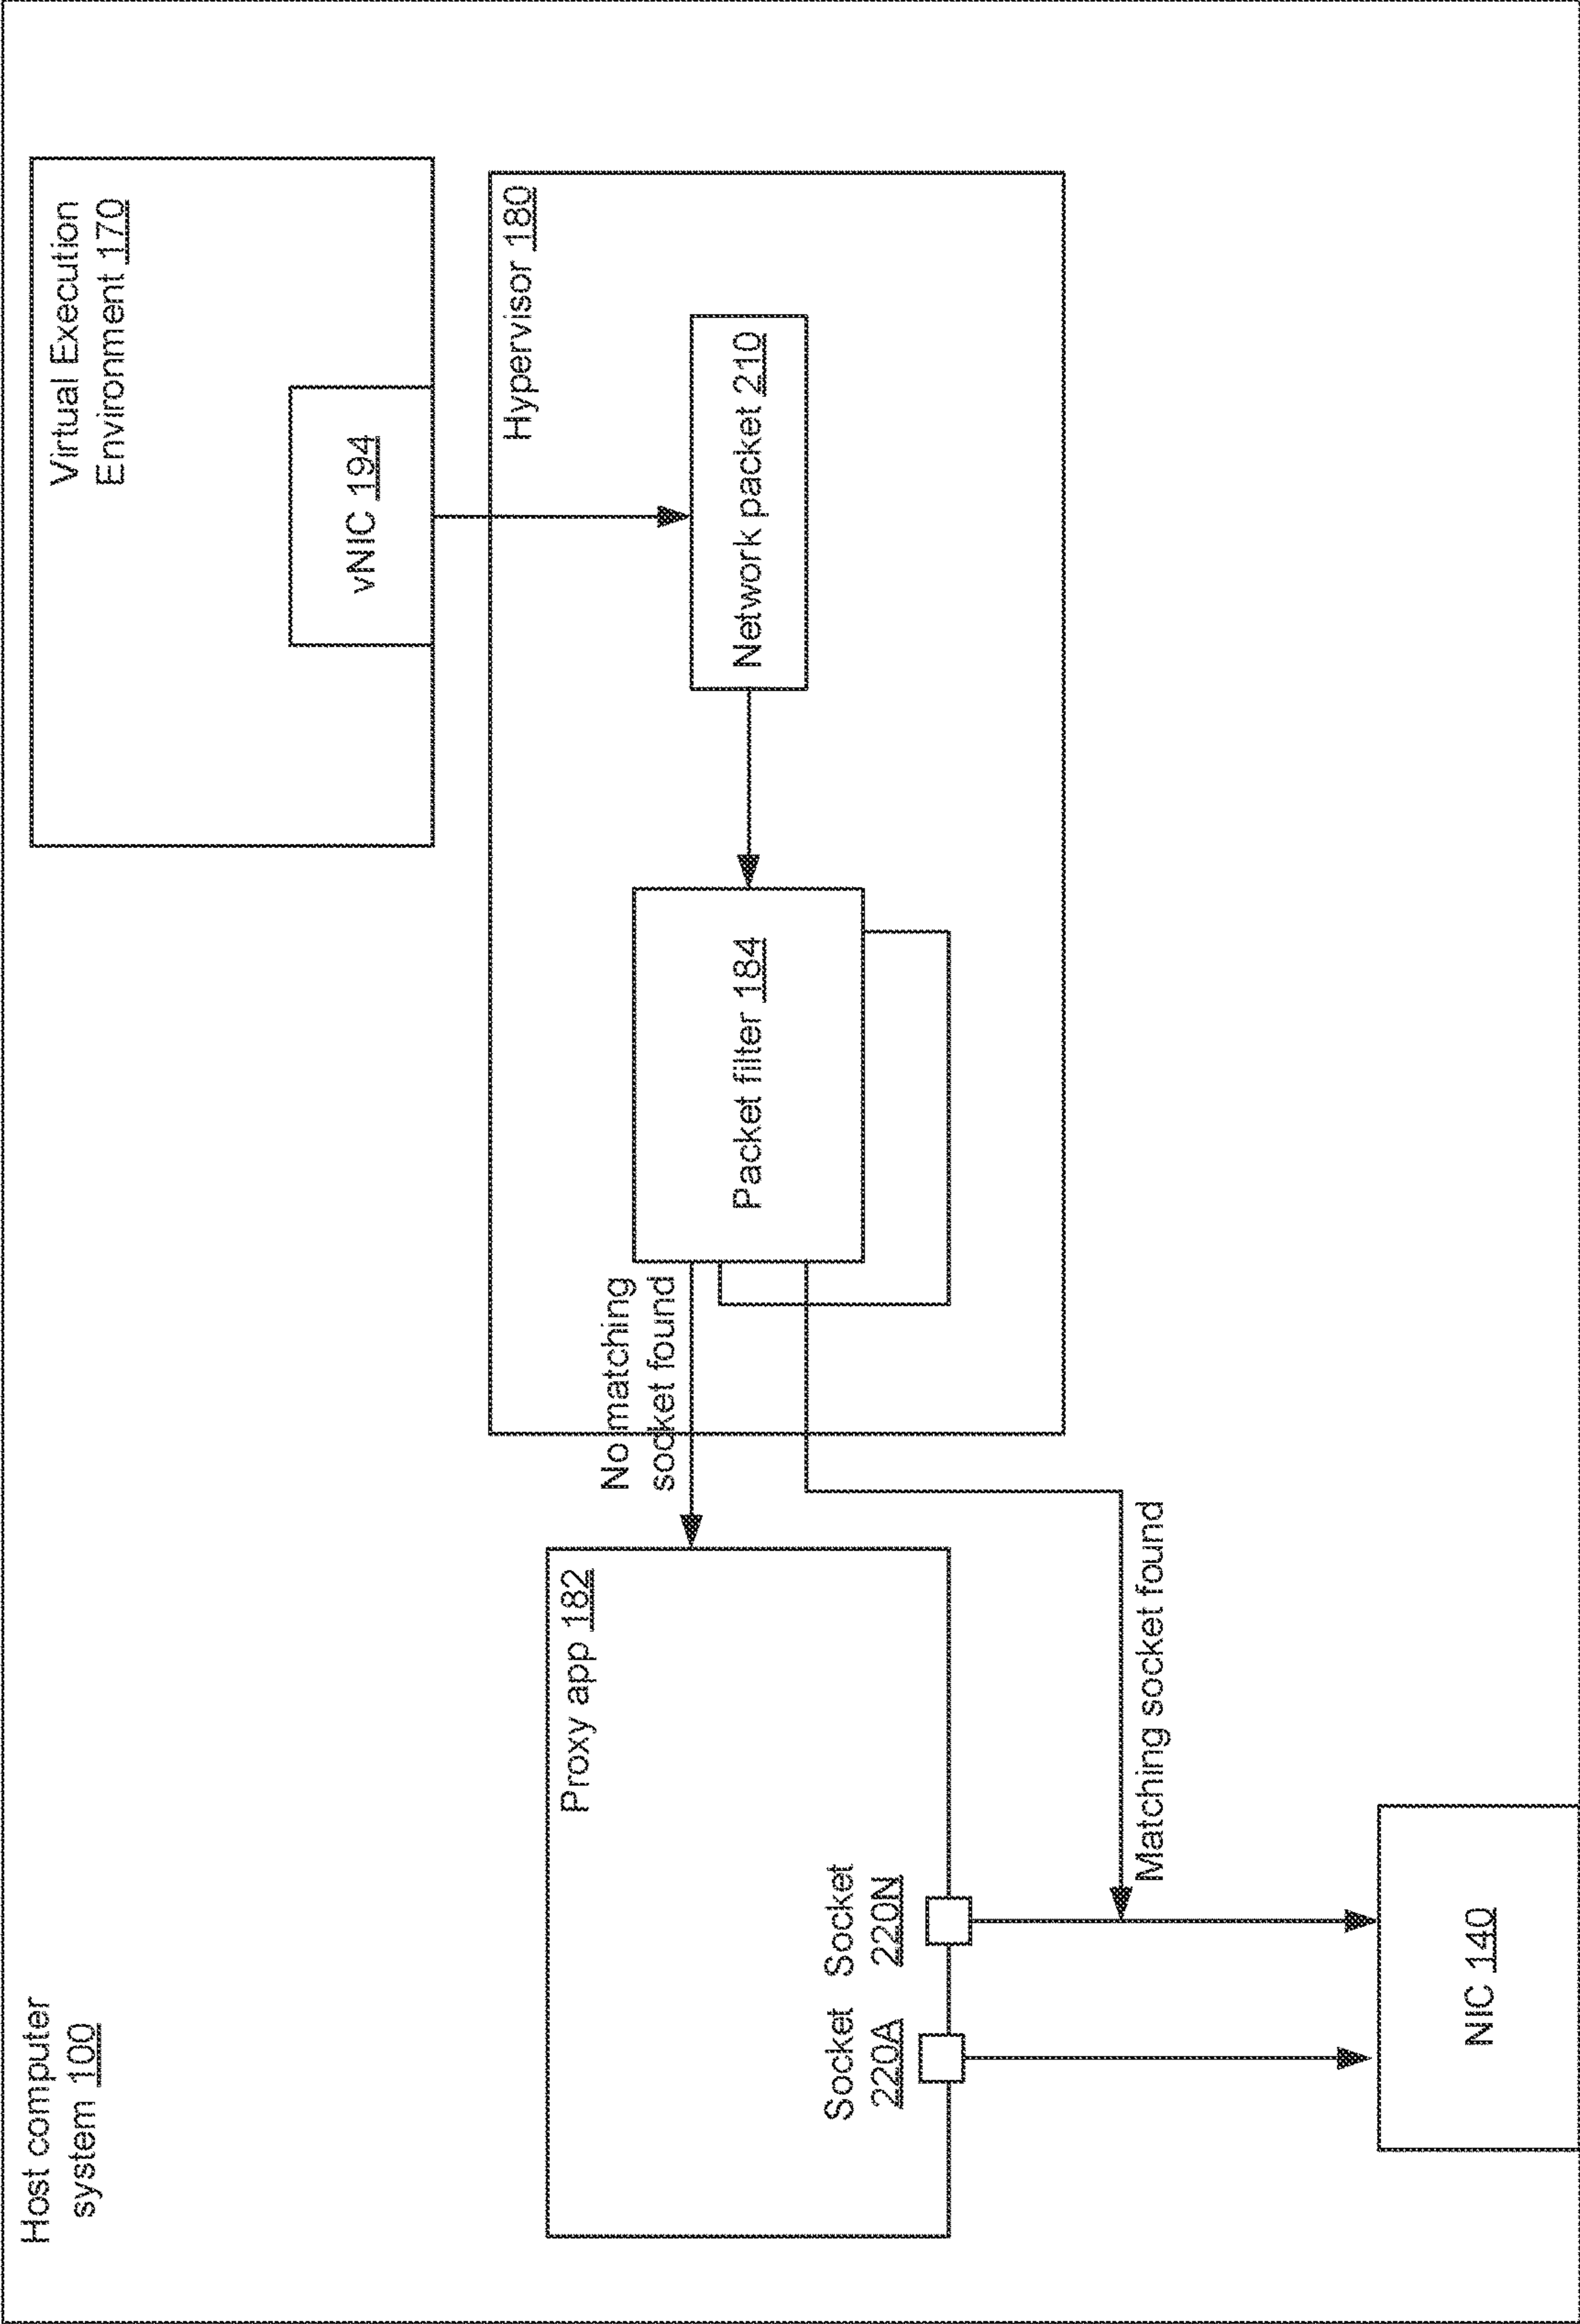 Host computer
system 100
Virtual Execution
Environment 170
vNIC 194
Proxy app 182
Hypervisor 180
No matching
socket found
Packet filter 184
Network packet 210
Socket
220A
Socket
220N
Matching socket found
NIC 140